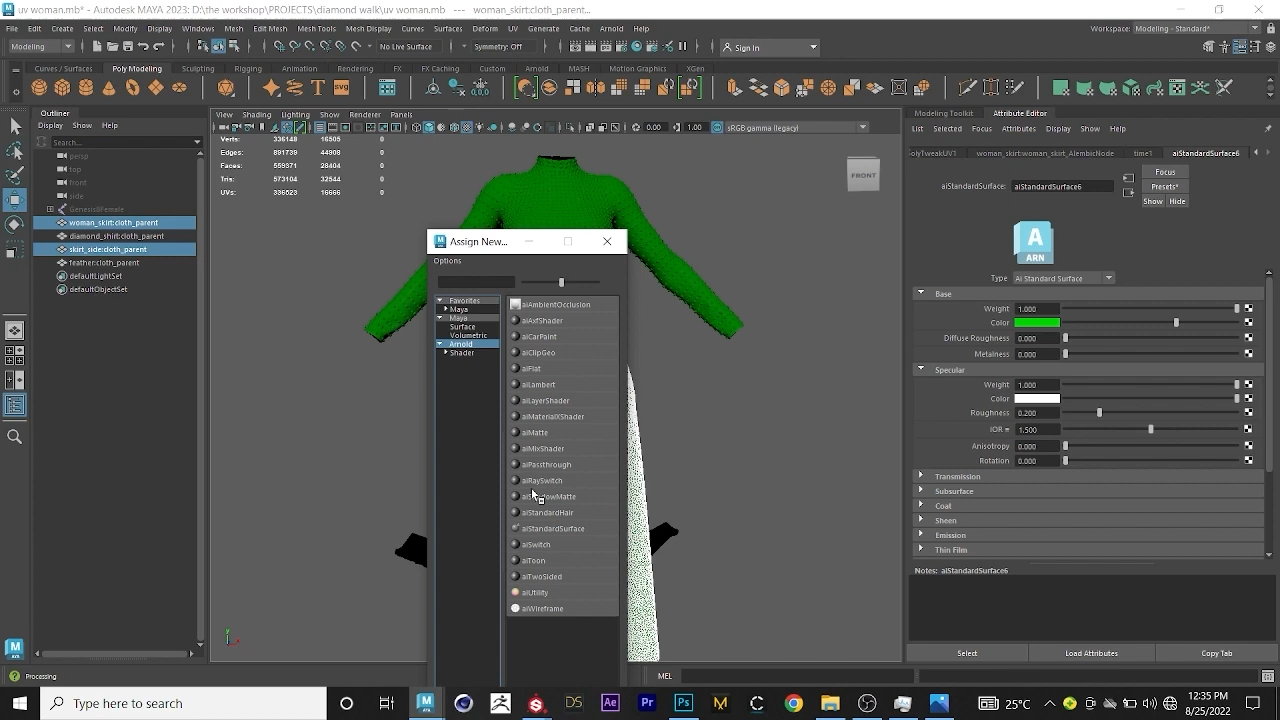 uv woman.mb* - Autodesk MAYA 2023: D:\the workshop\PROJECTS\diamond walk\uv woman.mb --- woman_skirt:cloth_parent...
File Edit Create Select Modify Display Windows Mesh Edit Mesh Mesh Tools Mesh Display Curves Surfaces Deform UV Generate Cache Arnold Help
Workspace: Modeling - Standard*
Modeling No Live Surface Symmetry: Off Sign In
Curves / Surfaces Poly Modeling Sculpting Rigging Animation Rendering FX FX Caching Custom Arnold MASH Motion Graphics XGen
Outliner
Display Show Help
Search...
persp
top
front
side
Genesis8Female
woman_skirt:cloth_parent
diamond_shirt:cloth_parent
skirt_side:cloth_parent
feather:cloth_parent
defaultLightSet
defaultObjectSet
View Shading Lighting Show Renderer Panels
0.00 1.00 sRGB gamma (legacy)
Verts: 336148 16505 0
Edges: 891739 44903 0
Faces: 559371 28404 0
Tris: 573104 32544 0
UVs: 336523 16666 0
FRONT
Assign New...
Options
Favorites
Maya
Maya
Surface
Volumetric
Arnold
Shader
aiAmbientOcclusion
aiAxfShader
aiCarPaint
aiClipGeo
aiFlat
aiLambert
aiLayerShader
aiMaterialXShader
aiMatte
aiMixShader
aiPassthrough
aiRaySwitch
aiStandardHair
aiStandardSurface
aiSwitch
aiToon
aiTwoSided
aiUtility
aiWireframe
Modeling Toolkit Attribute Editor
List Selected Focus Attributes Display Show Help
olyTweakUV1 woman_skirt:woman_skirt_AlembicNode time1 aiStandardSurface6
aiStandardSurface: aiStandardSurface6
Focus
Presets*
Show Hide
A
ARN
Type Ai Standard Surface
Base
Weight 1.000
Color
Diffuse Roughness 0.000
Metalness 0.000
Specular
Weight 1.000
Color
Roughness 0.200
IOR = 1.500
Anisotropy 0.000
Rotation 0.000
Transmission
Subsurface
Coat
Sheen
Emission
Thin Film
Notes: aiStandardSurface6
Select Load Attributes Copy Tab
Processing MEL
Type here to search
25°C
12:35 PM
8/25/2022